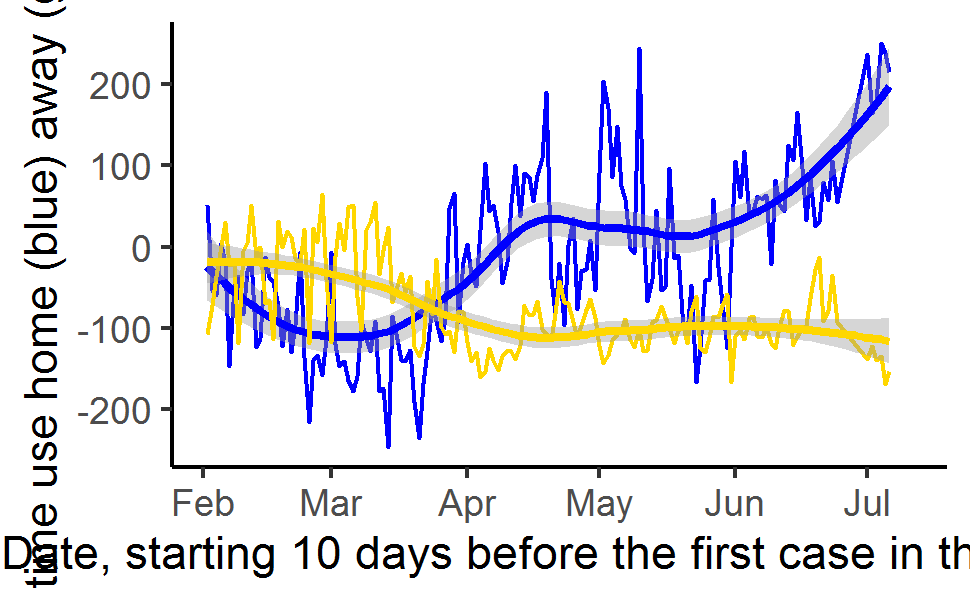 time use home (blue) away (g
200
100
0
-100
-200
Feb Mar Apr May Jun Jul
Date, starting 10 days before the first case in th